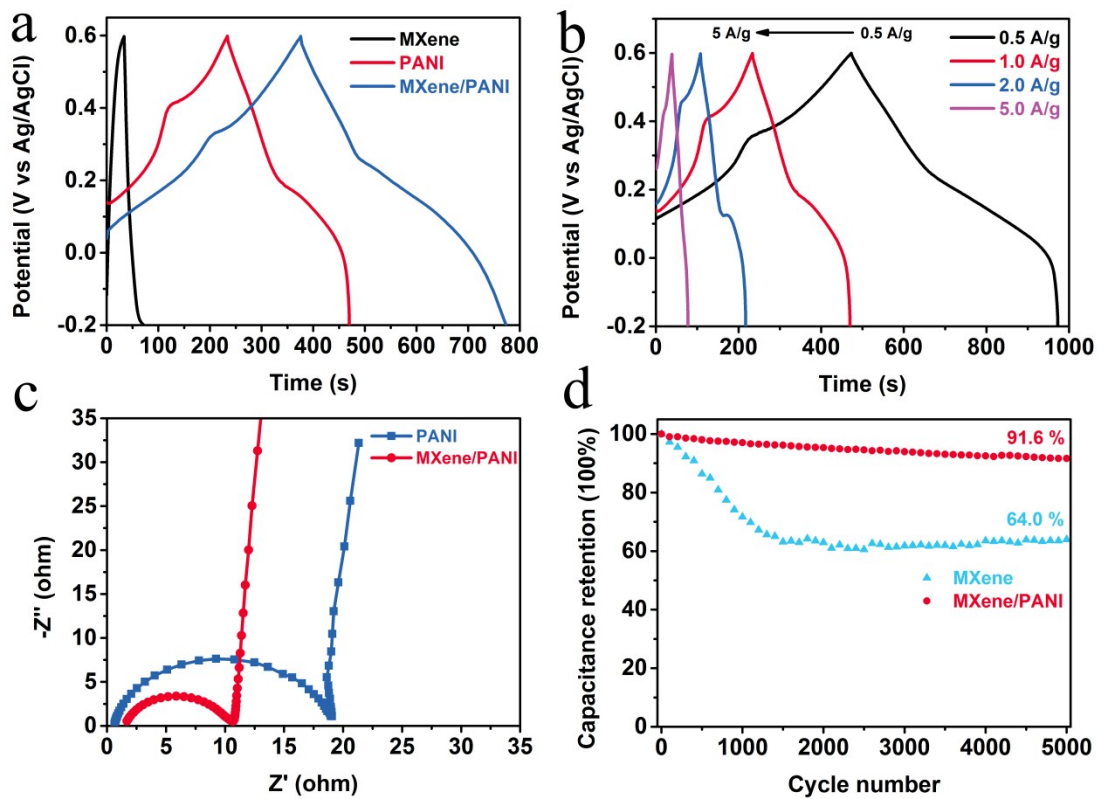 a
MXene
PANI
MXene/PANI
0.6
0.4
0.2
0.0
-0.2
0 100 200 300 400 500 600 700 800
Potential (V vs Ag/AgCl)
Time (s)
b
5 A/g 0.5 A/g
0.5 A/g
1.0 A/g
2.0 A/g
5.0 A/g
0.6
0.4
0.2
0.0
-0.2
0 200 400 600 800 1000
Potential (V vs Ag/AgCl)
Time (s)
c
PANI
MXene/PANI
35
30
25
20
15
10
5
0
0 5 10 15 20 25 30 35
-Z'' (ohm)
Z' (ohm)
d
91.6 %
64.0 %
MXene
MXene/PANI
100
80
60
40
20
0
0 1000 2000 3000 4000 5000
Capacitance retention (100%)
Cycle number